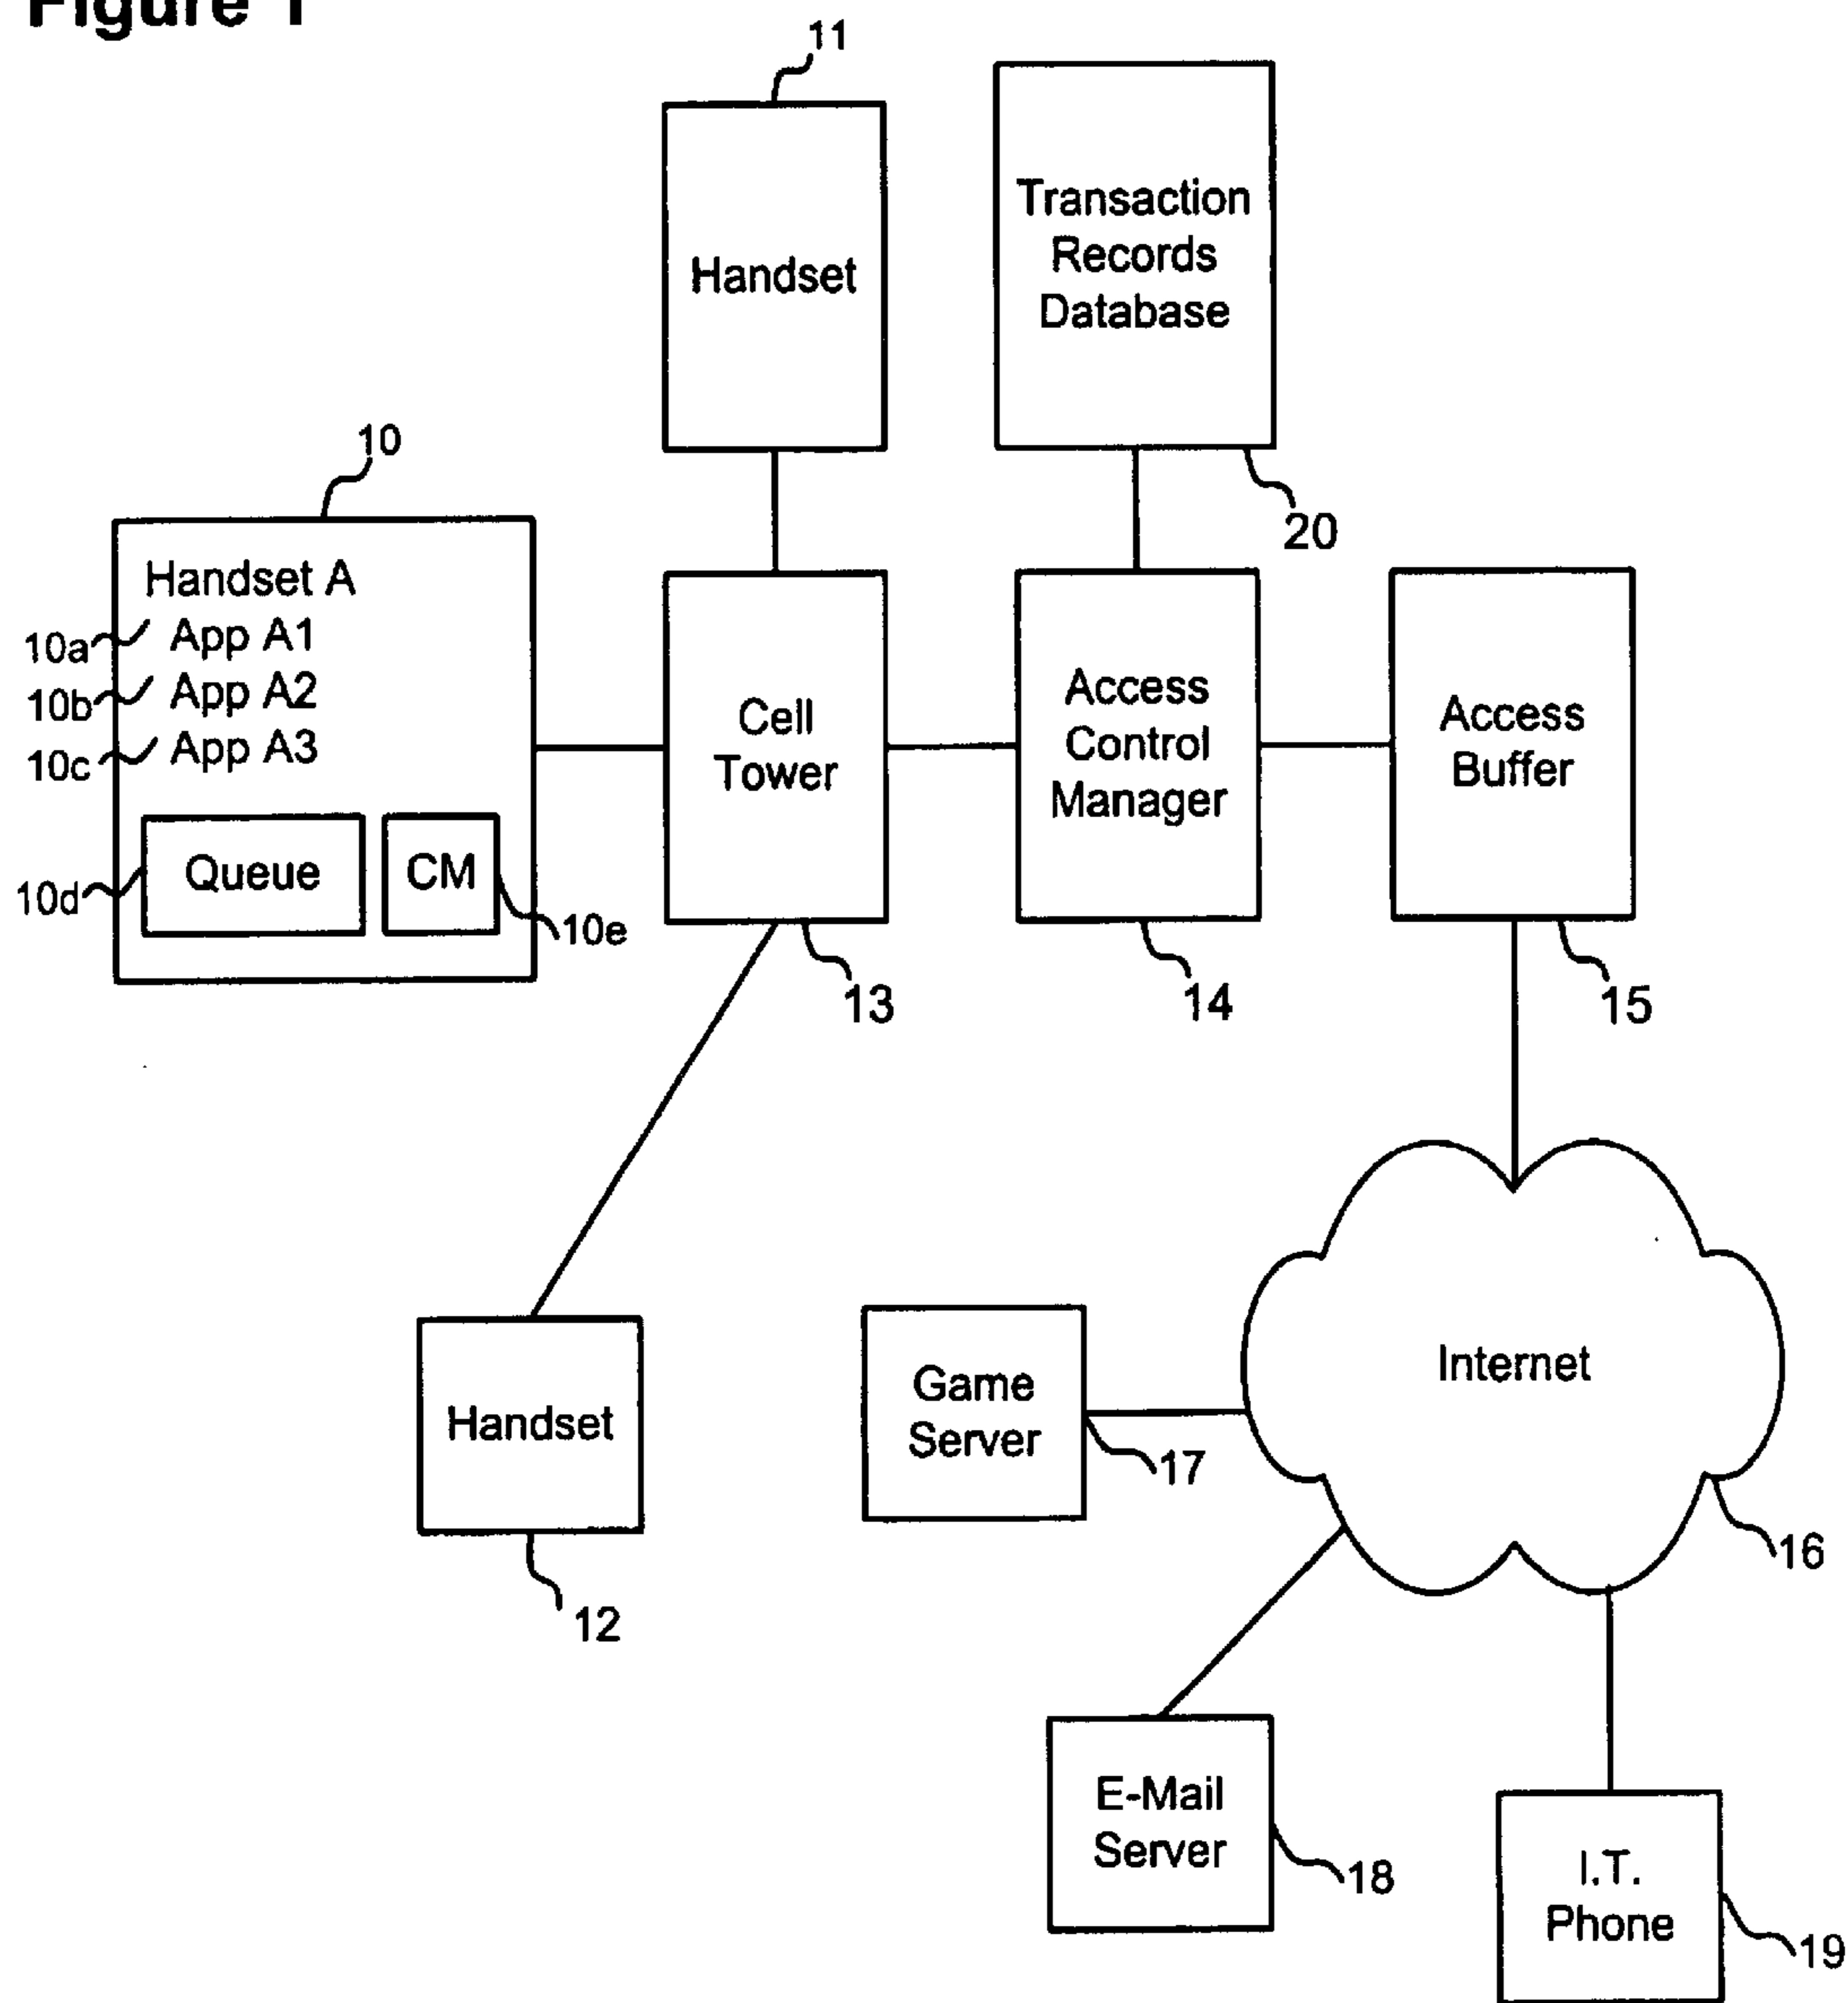 Figure 1
11
Handset
Transaction
Records
Database
20
10
Handset A
10a
App A1
10b
App A2
10c
App A3
10d
Queue
CM
10e
Cell
Tower
13
Access
Control
Manager
14
Access
Buffer
15
Handset
12
Game
Server
17
Internet
16
E-Mail
Server
18
I.T.
Phone
19